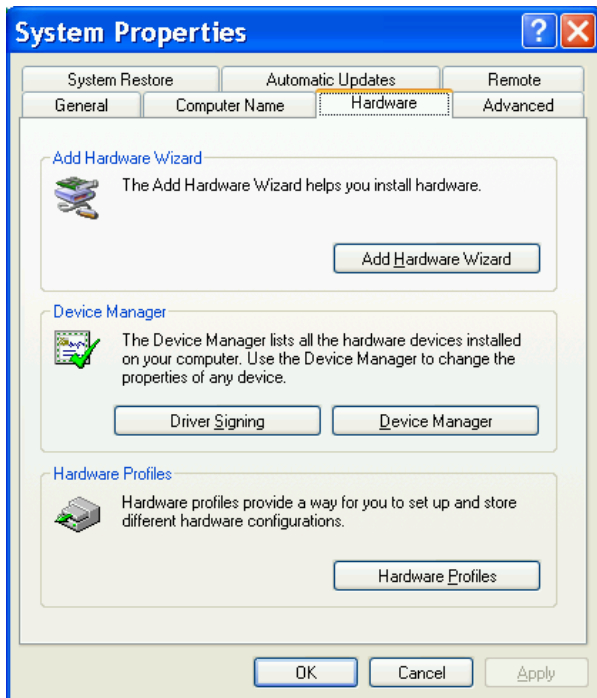 System Properties
?
System Restore
Automatic Updates
Remote
General
Computer Name
Hardware
Advanced
Add Hardware Wizard
The Add Hardware Wizard helps you install hardware.
Add Hardware Wizard
Device Manager
The Device Manager lists all the hardware devices installed
on your computer. Use the Device Manager to change the
properties of any device.
Driver Signing
Device Manager
Hardware Profiles
Hardware profiles provide a way for you to set up and store
different hardware configurations.
Hardware Profiles
OK
Cancel
Apply